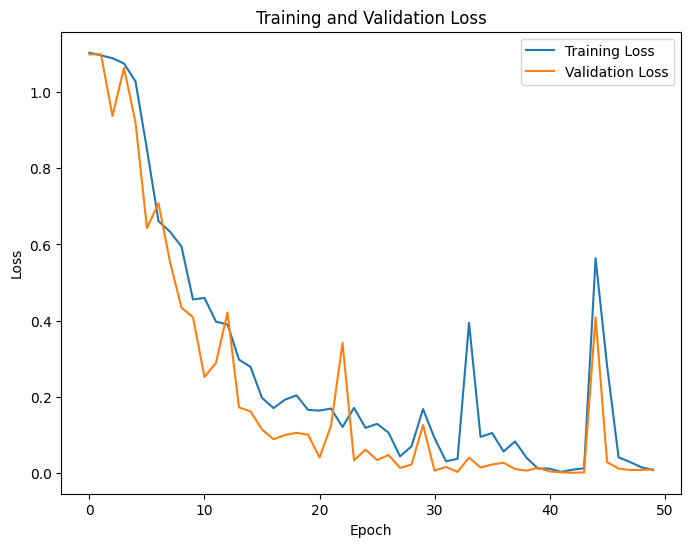 Training and Validation Loss
Training Loss
Validation Loss
1.0
0.8
0.6
0.4
0.2
0.0
Loss
0 10 20 30 40 50
Epoch